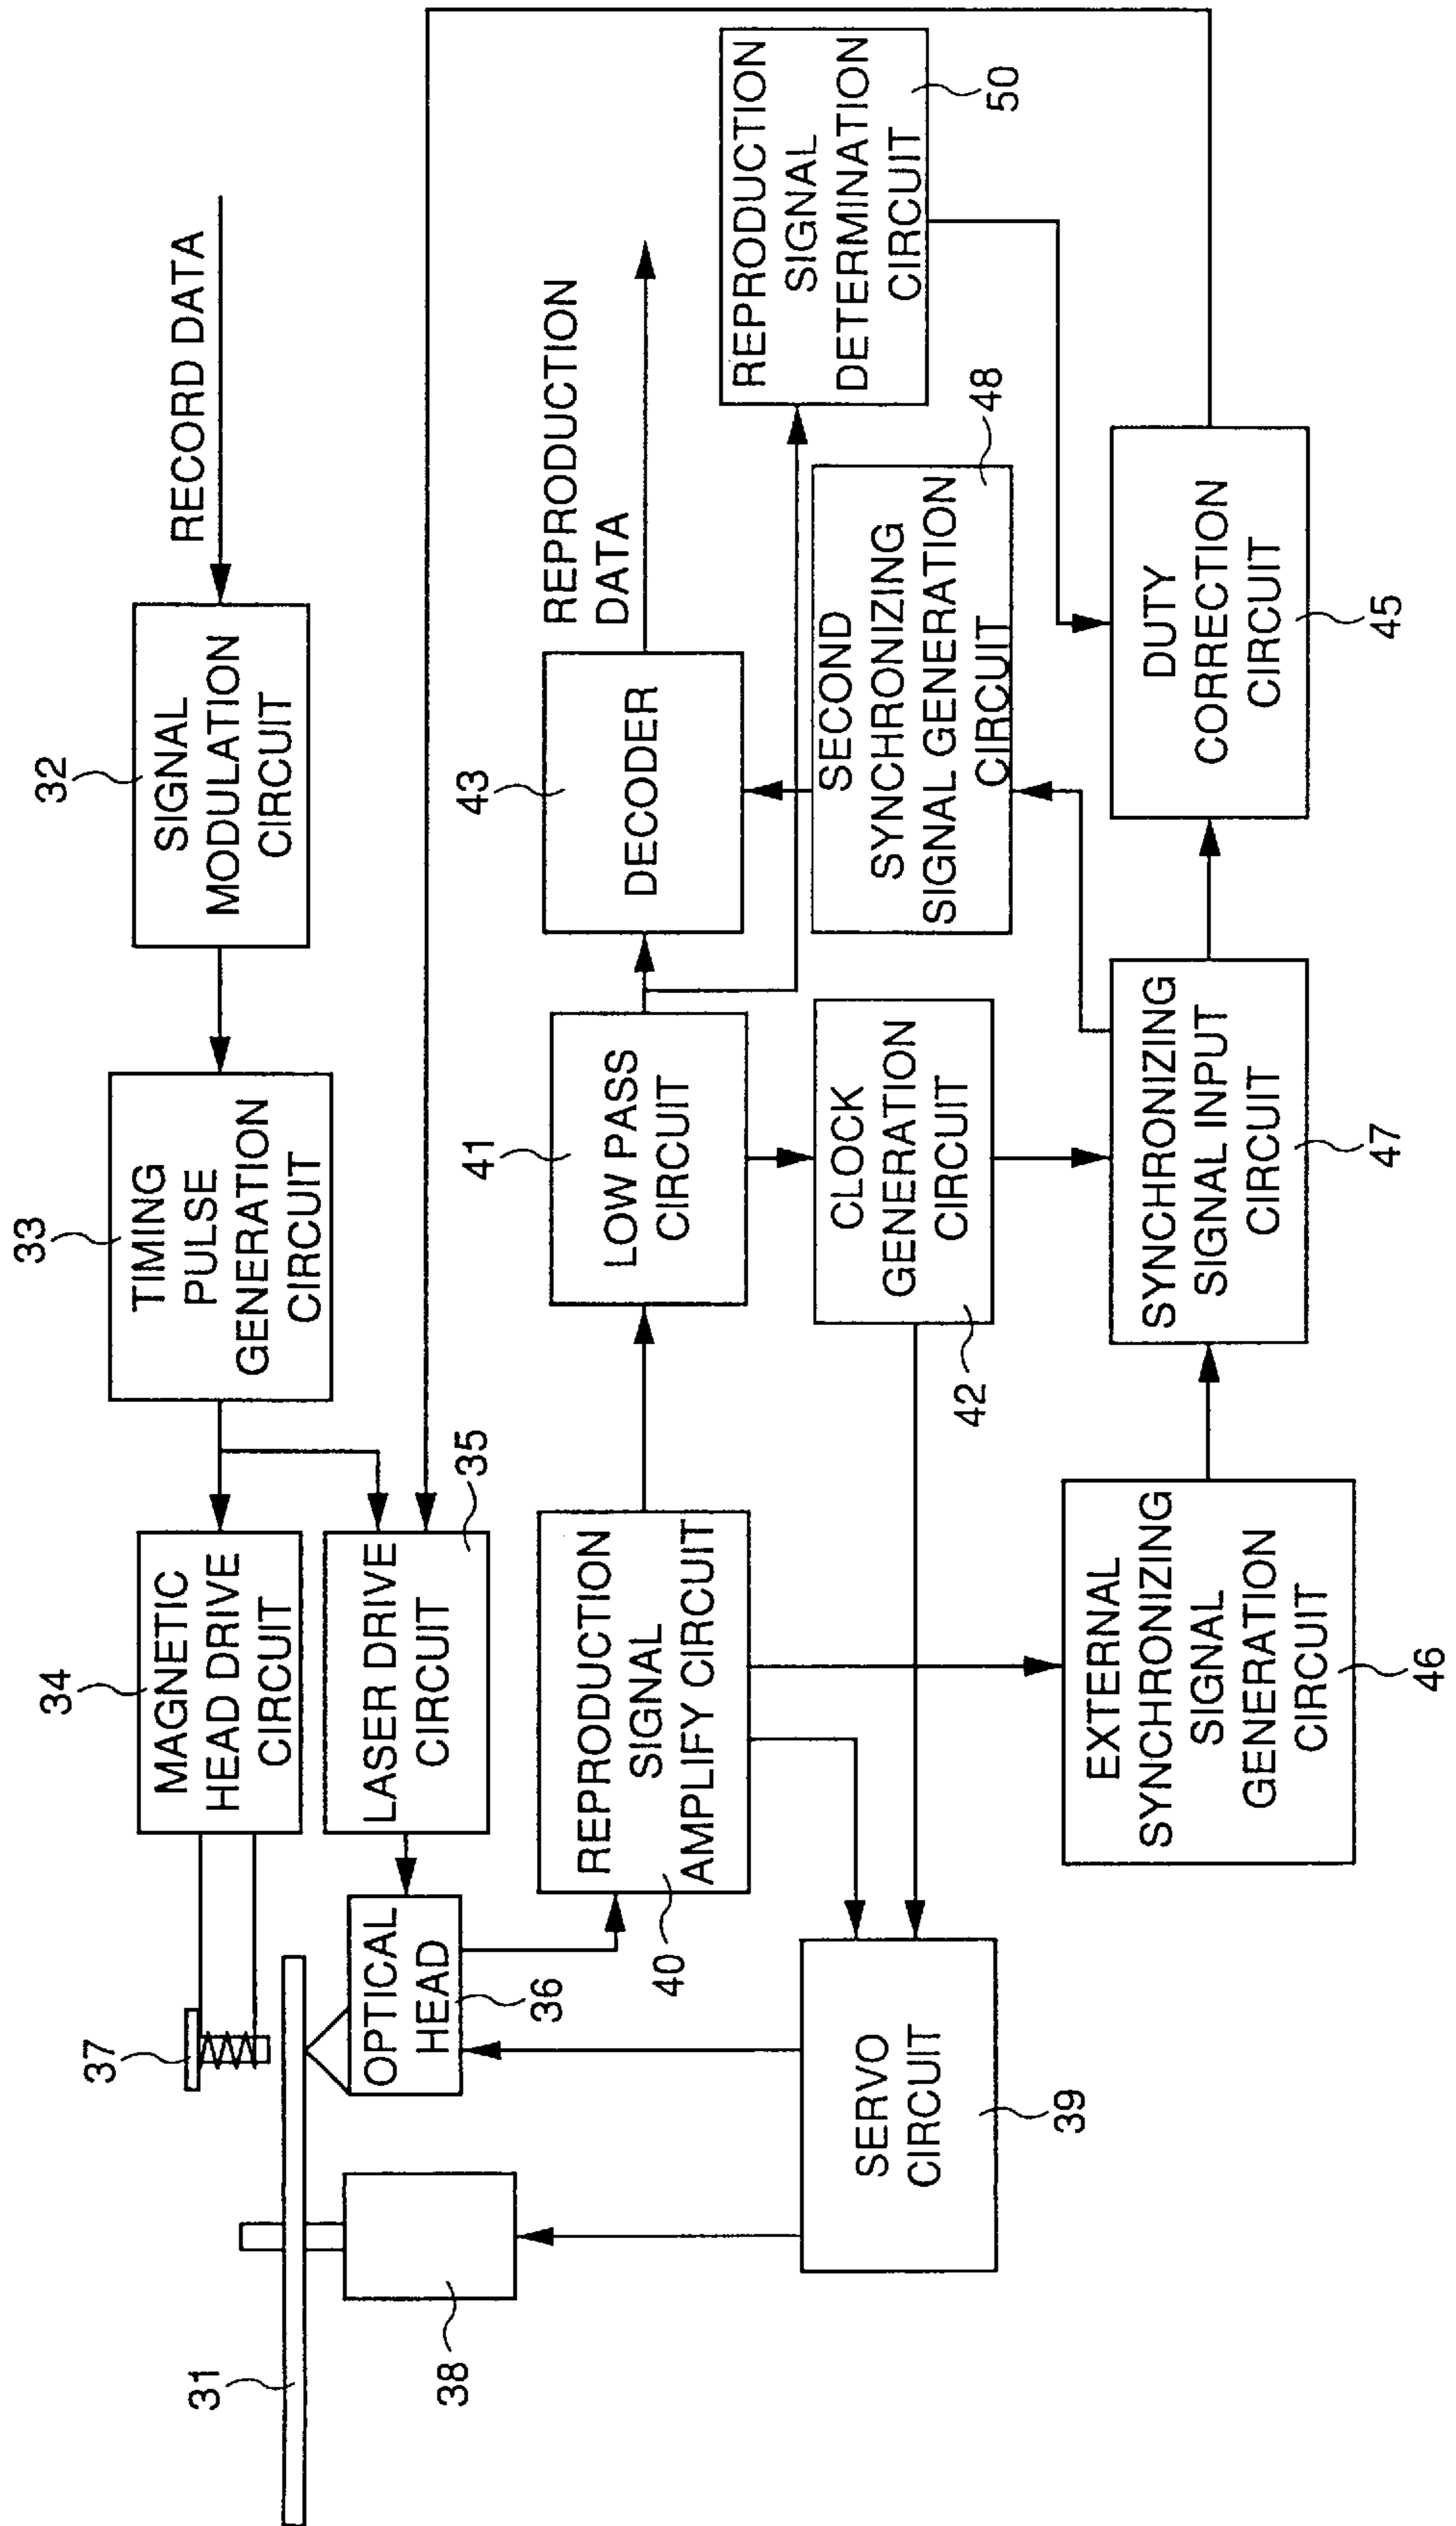 RECORD DATA
32
SIGNAL
MODULATION
CIRCUIT
33
TIMING
PULSE
GENERATION
CIRCUIT
34
MAGNETIC
HEAD DRIVE
CIRCUIT
35
LASER DRIVE
CIRCUIT
37
OPTICAL
HEAD
36
31
38
REPRODUCTION
SIGNAL
AMPLIFY CIRCUIT
40
41
LOW PASS
CIRCUIT
43
DECODER
REPRODUCTION
DATA
REPRODUCTION
SIGNAL
DETERMINATION
CIRCUIT
50
SERVO
CIRCUIT
39
CLOCK
GENERATION
CIRCUIT
42
SECOND
SYNCHRONIZING
SIGNAL GENERATION
CIRCUIT
48
EXTERNAL
SYNCHRONIZING
SIGNAL
GENERATION
CIRCUIT
46
SYNCHRONIZING
SIGNAL INPUT
CIRCUIT
47
DUTY
CORRECTION
CIRCUIT
45